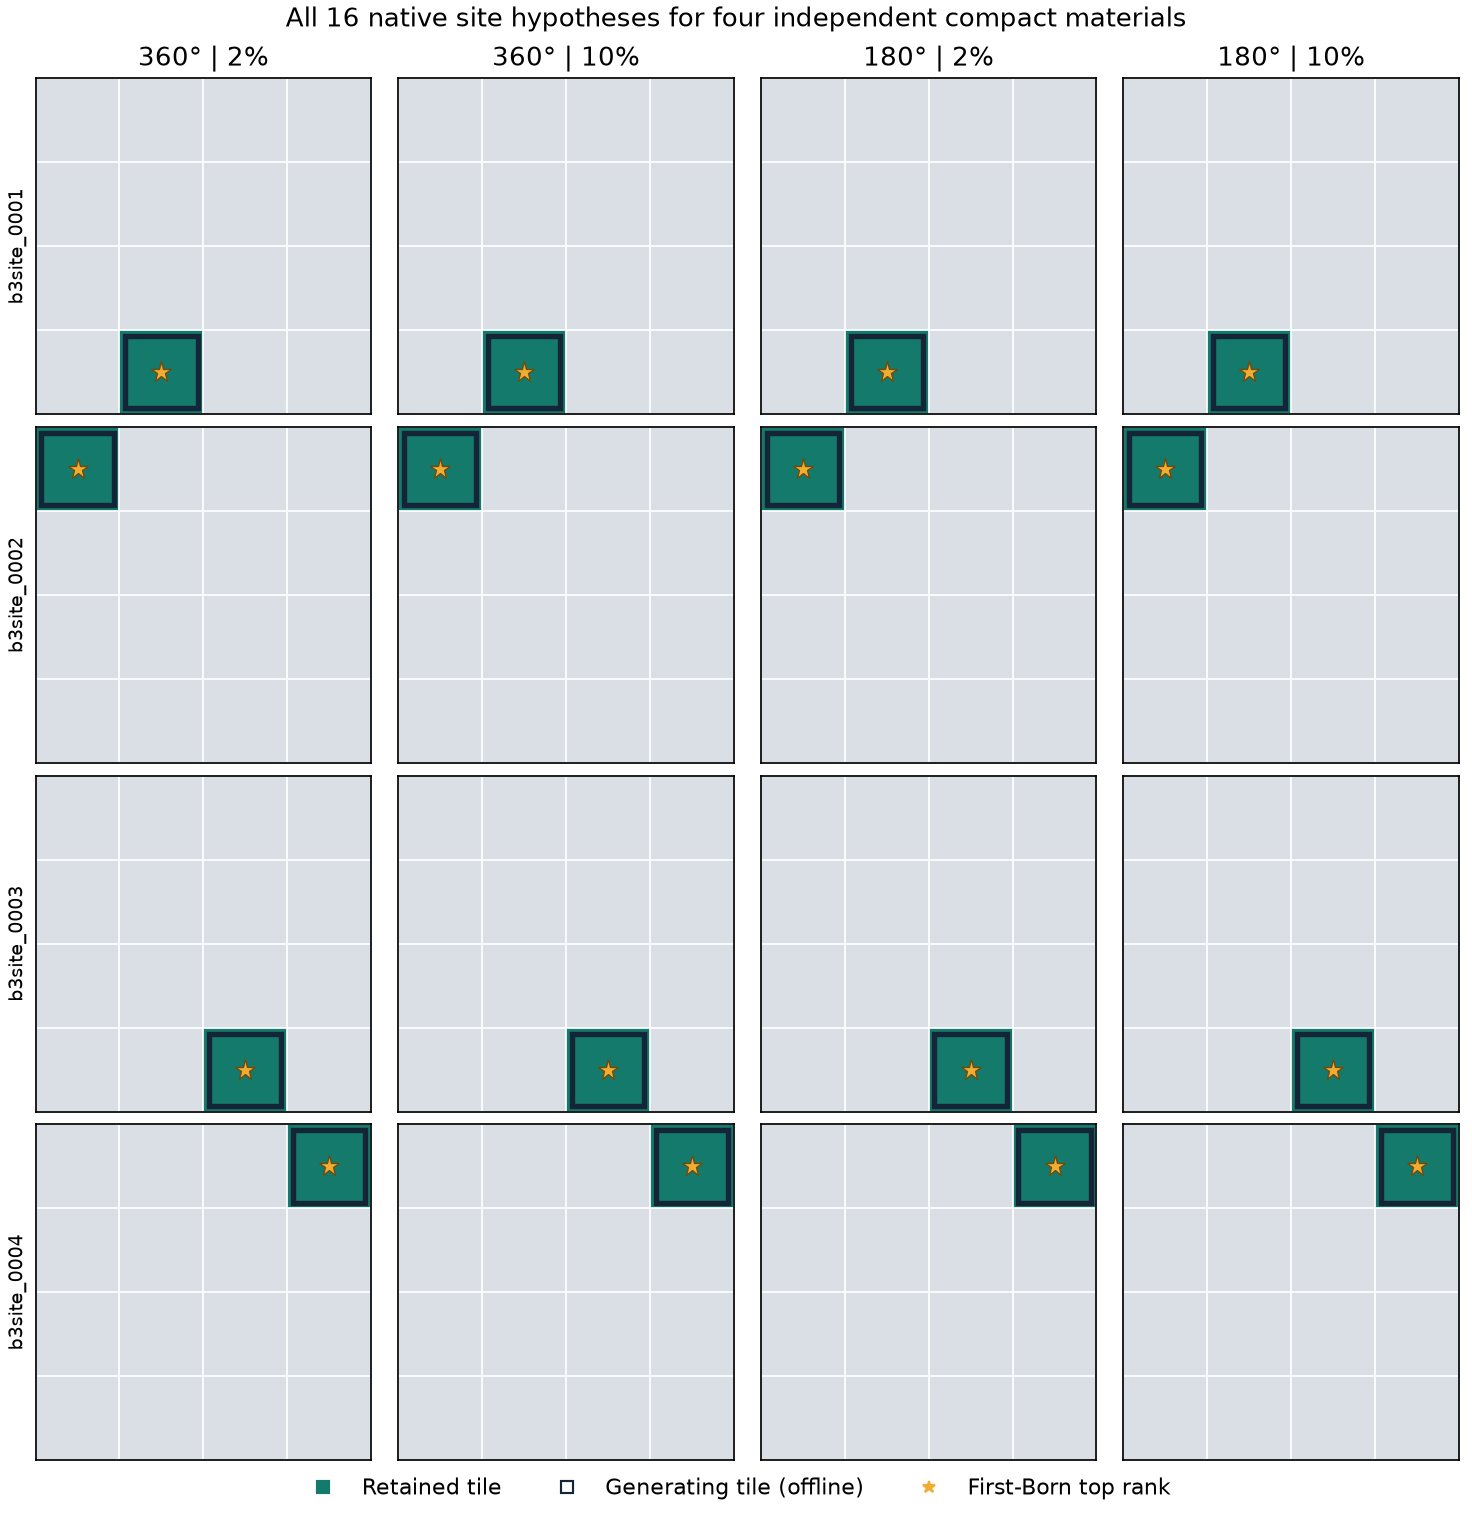 All 16 native site hypotheses for four independent compact materials
360° | 2%
360° | 10%
180° | 2%
180° | 10%
b3site_0001
b3site_0002
b3site_0003
b3site_0004
Retained tile
Generating tile (offline)
First-Born top rank